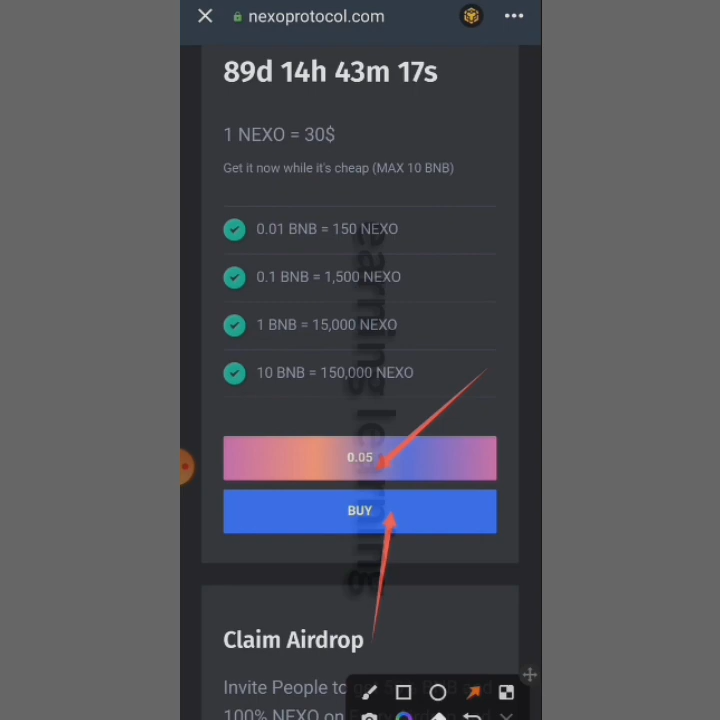 nexoprotocol.com
89d 14h 43m 17s
1 NEXO = 30$
Get it now while it's cheap (MAX 10 BNB)
0.01 BNB = 150 NEXO
0.1 BNB = 1,500 NEXO
1 BNB = 15,000 NEXO
10 BNB = 150,000 NEXO
earning learning
0.05
BUY
Claim Airdrop
Invite People to
100% NEXO on